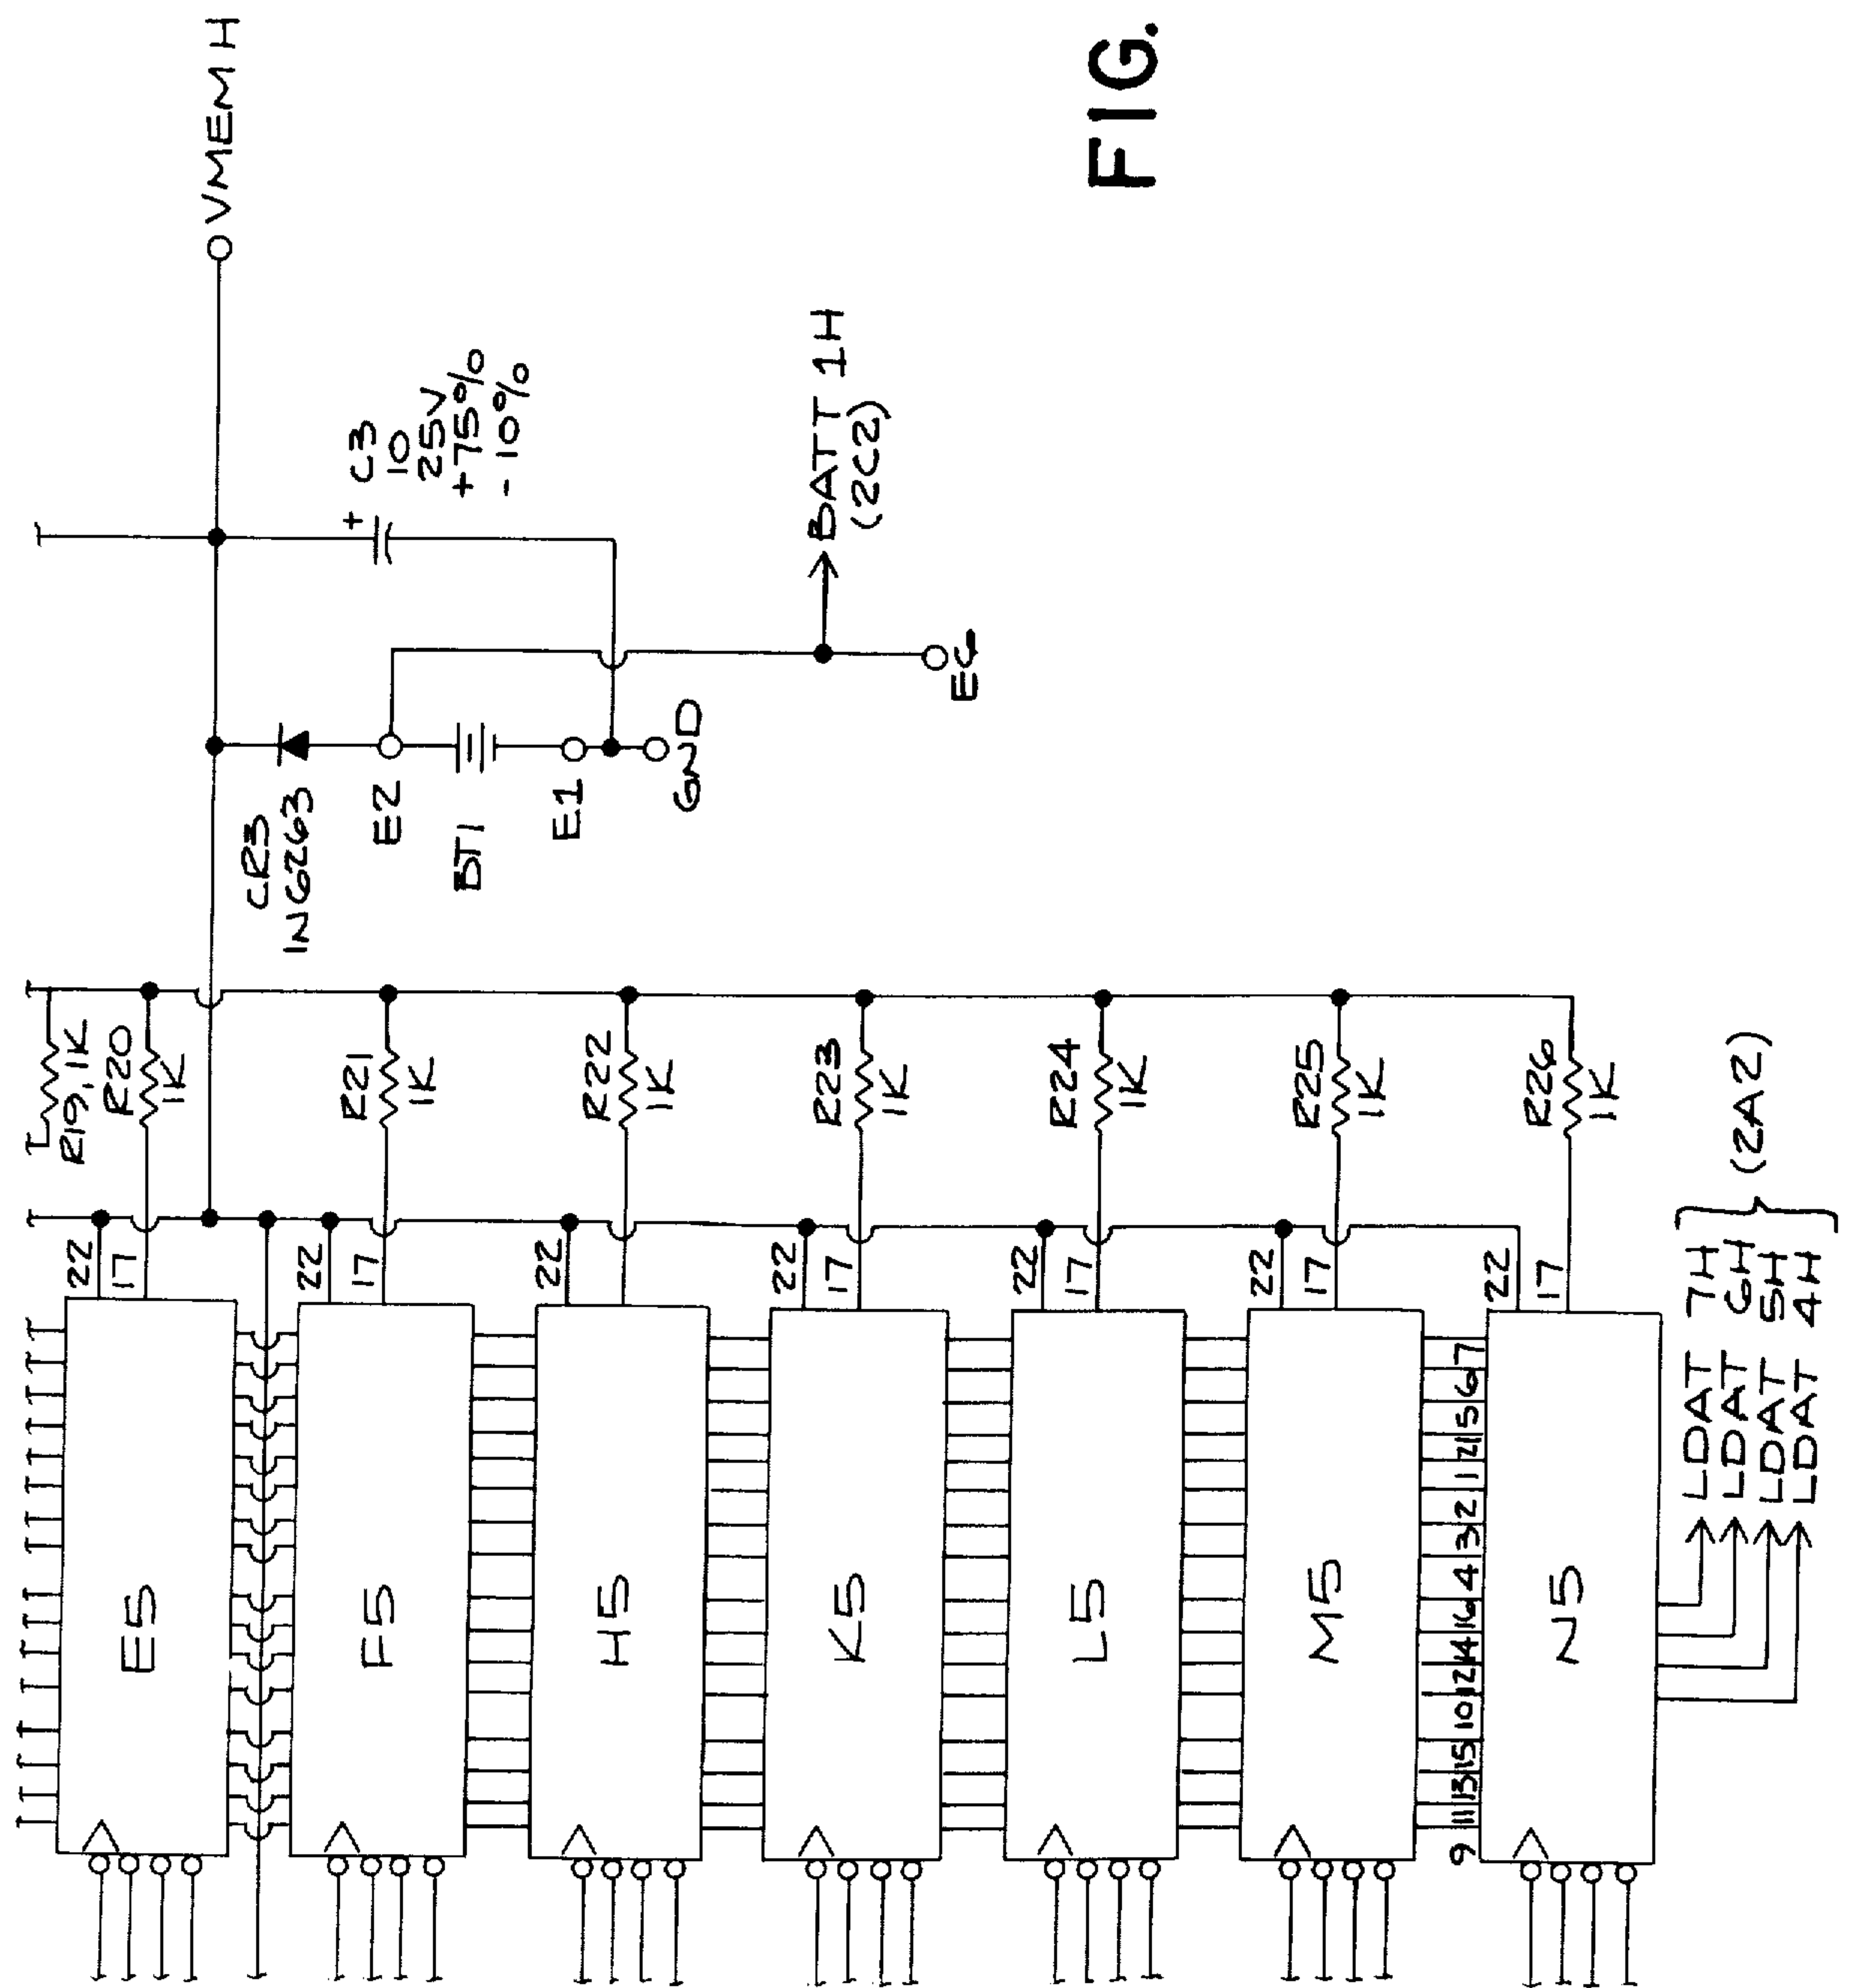 VMEM H
C3
10
25V
+75%
-10%
BATT 1H
(2C2)
FIG.
CR3
1N6263
E2
BT1
E1
GND
E6
R19, 1K
R20
1K
R21
1K
R22
1K
R23
1K
R24
1K
R25
1K
R26
1K
22
17
22
17
22
22
17
22
17
22
17
22
17
E5
F5
H5
K5
L5
M5
N5
9 11 13 15 10 12 14 16 4 3 2 1 21 5 6 7
LDAT 7H
LDAT 6H
LDAT 5H
LDAT 4H
(2A2)